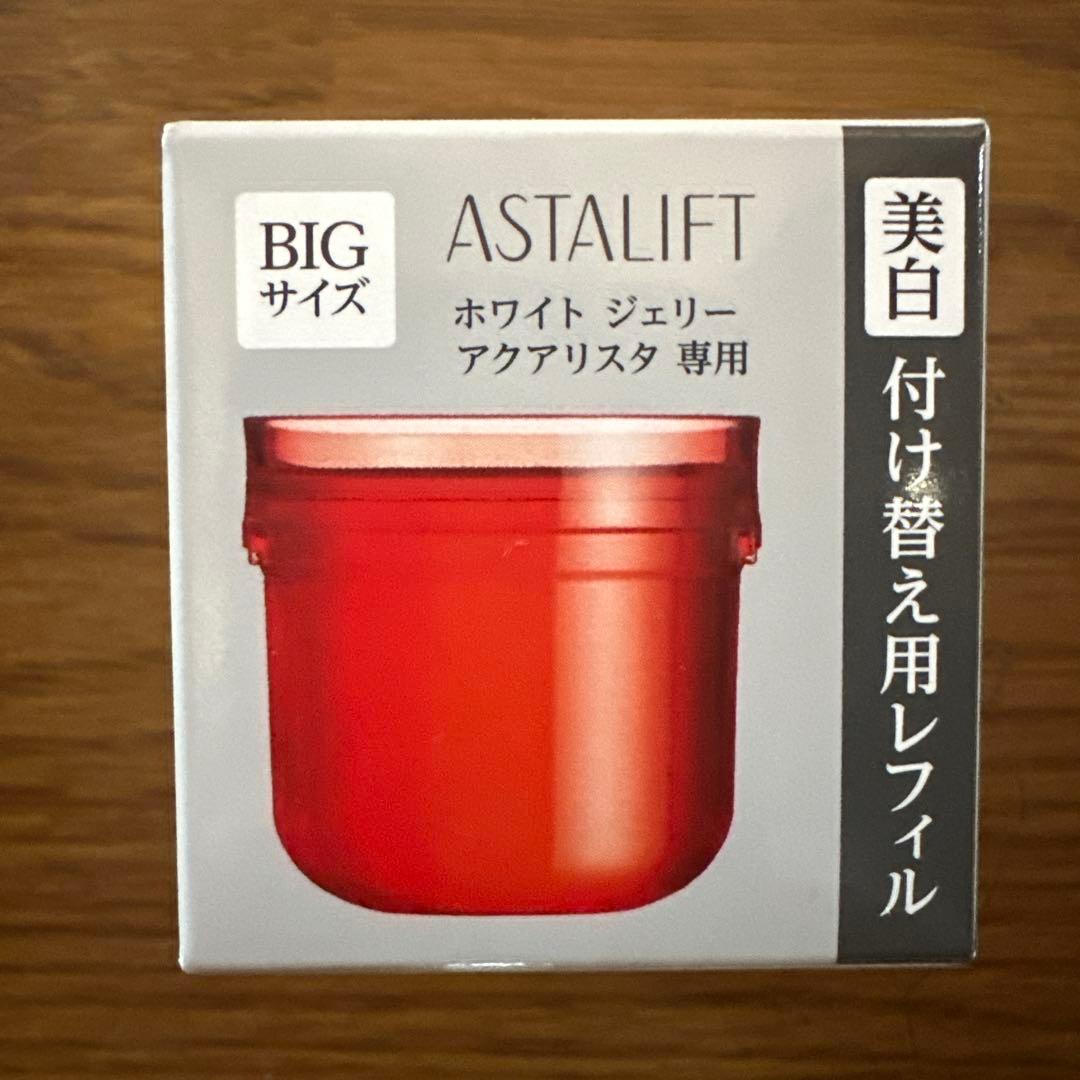 BIG
サイズ
ASTALIFT
ホワイト ジェリー
アクアリスタ 専用
美白
付け替え用レフィル